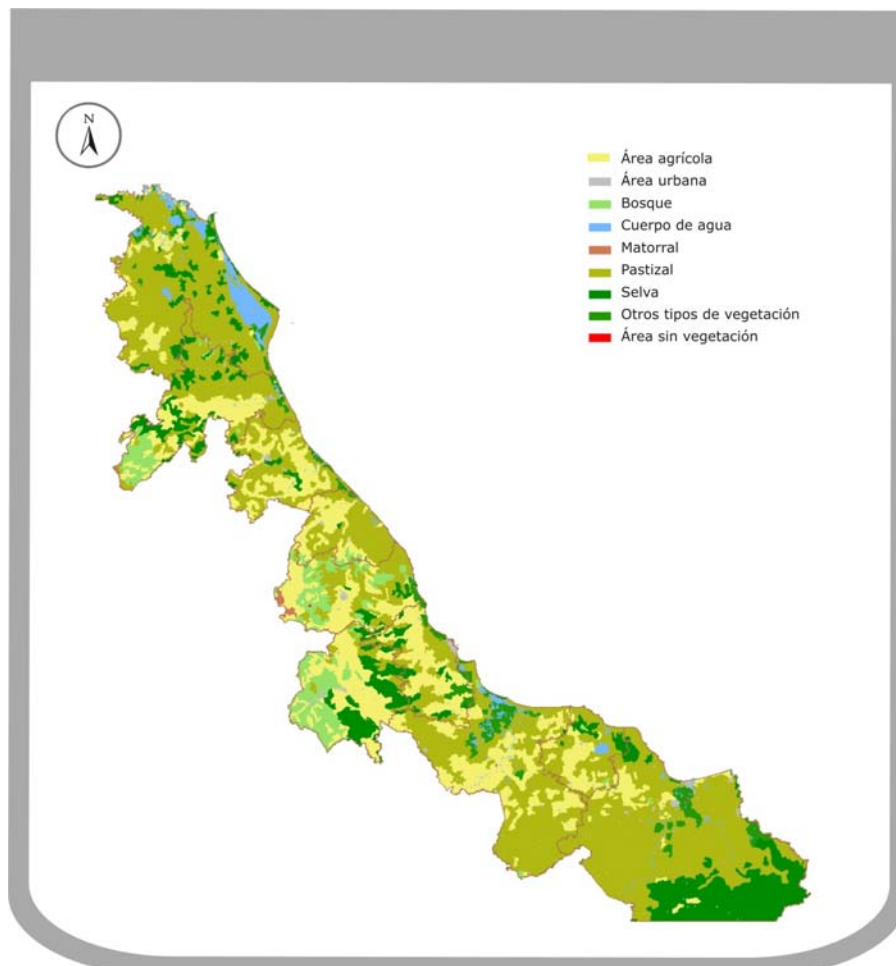 N
Área agrícola
Área urbana
Bosque
Cuerpo de agua
Matorral
Pastizal
Selva
Otros tipos de vegetación
Área sin vegetación